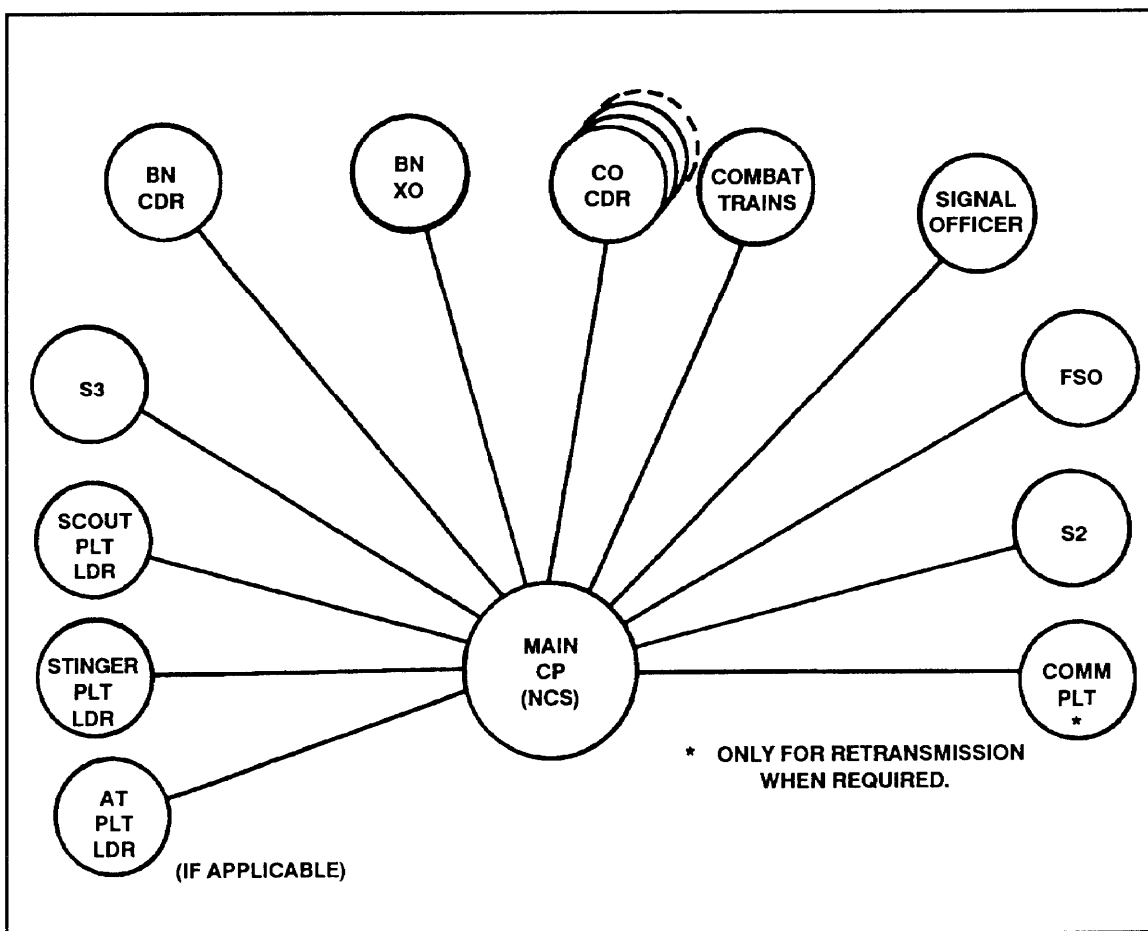 BN
CDR
BN
XO
CO
CDR
COMBAT
TRAINS
SIGNAL
OFFICER
S3
FSO
SCOUT
PLT
LDR
S2
STINGER
PLT
LDR
MAIN
CP
(NCS)
COMM
PLT
*
* ONLY FOR RETRANSMISSION
WHEN REQUIRED.
AT
PLT
LDR
(IF APPLICABLE)